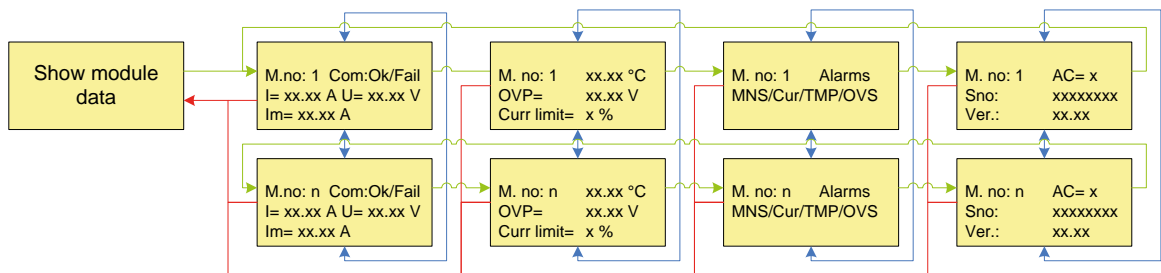 Show module
data
M.no: 1 Com:Ok/Fail
I= xx.xx A U= xx.xx V
Im= xx.xx A
M. no: 1 xx.xx °C
OVP= xx.xx V
Curr limit= x %
M. no: 1 Alarms
MNS/Cur/TMP/OVS
M. no: 1 AC= x
Sno: xxxxxxxx
Ver.: xx.xx
M.no: n Com:Ok/Fail
I= xx.xx A U= xx.xx V
Im= xx.xx A
M. no: n xx.xx °C
OVP= xx.xx V
Curr limit= x %
M. no: n Alarms
MNS/Cur/TMP/OVS
M. no: n AC= x
Sno: xxxxxxxx
Ver.: xx.xx